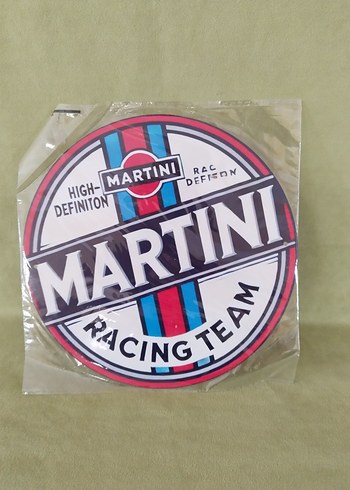 MARTINI
HIGH-
DEFINITON
MARTINI
RACING TEAM